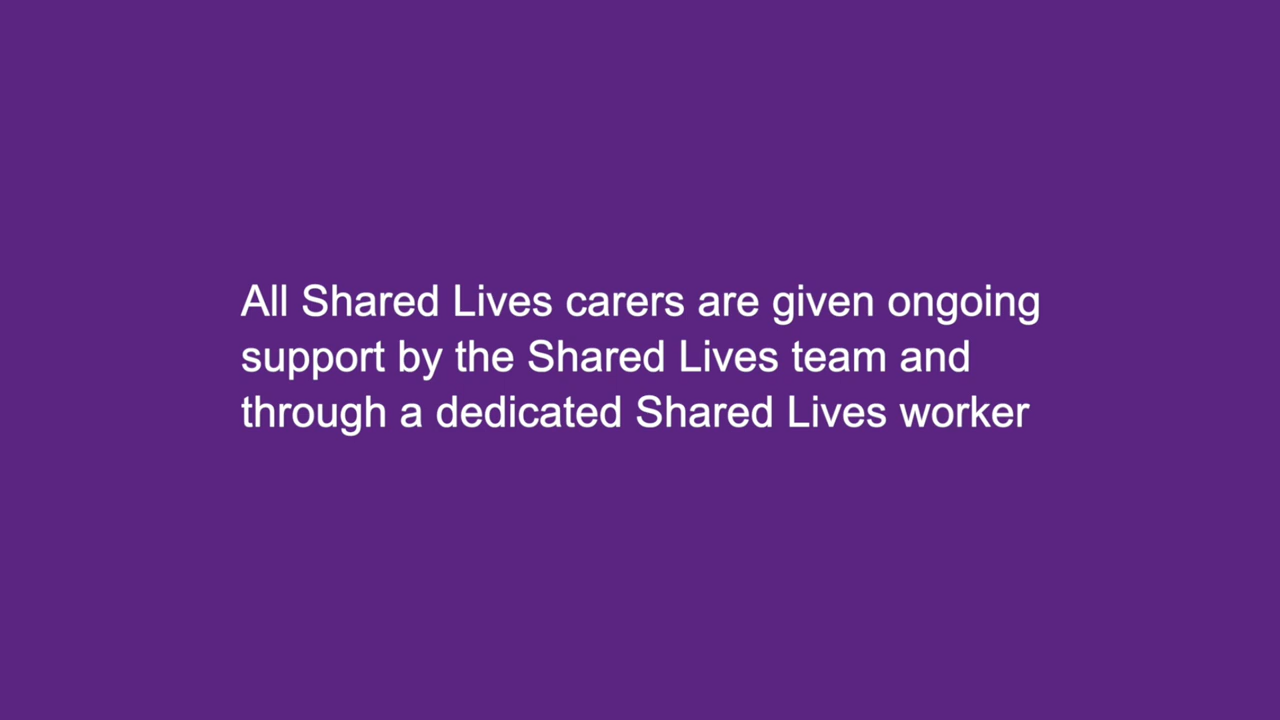 All Shared Lives carers are given ongoing
support by the Shared Lives team and
through a dedicated Shared Lives worker